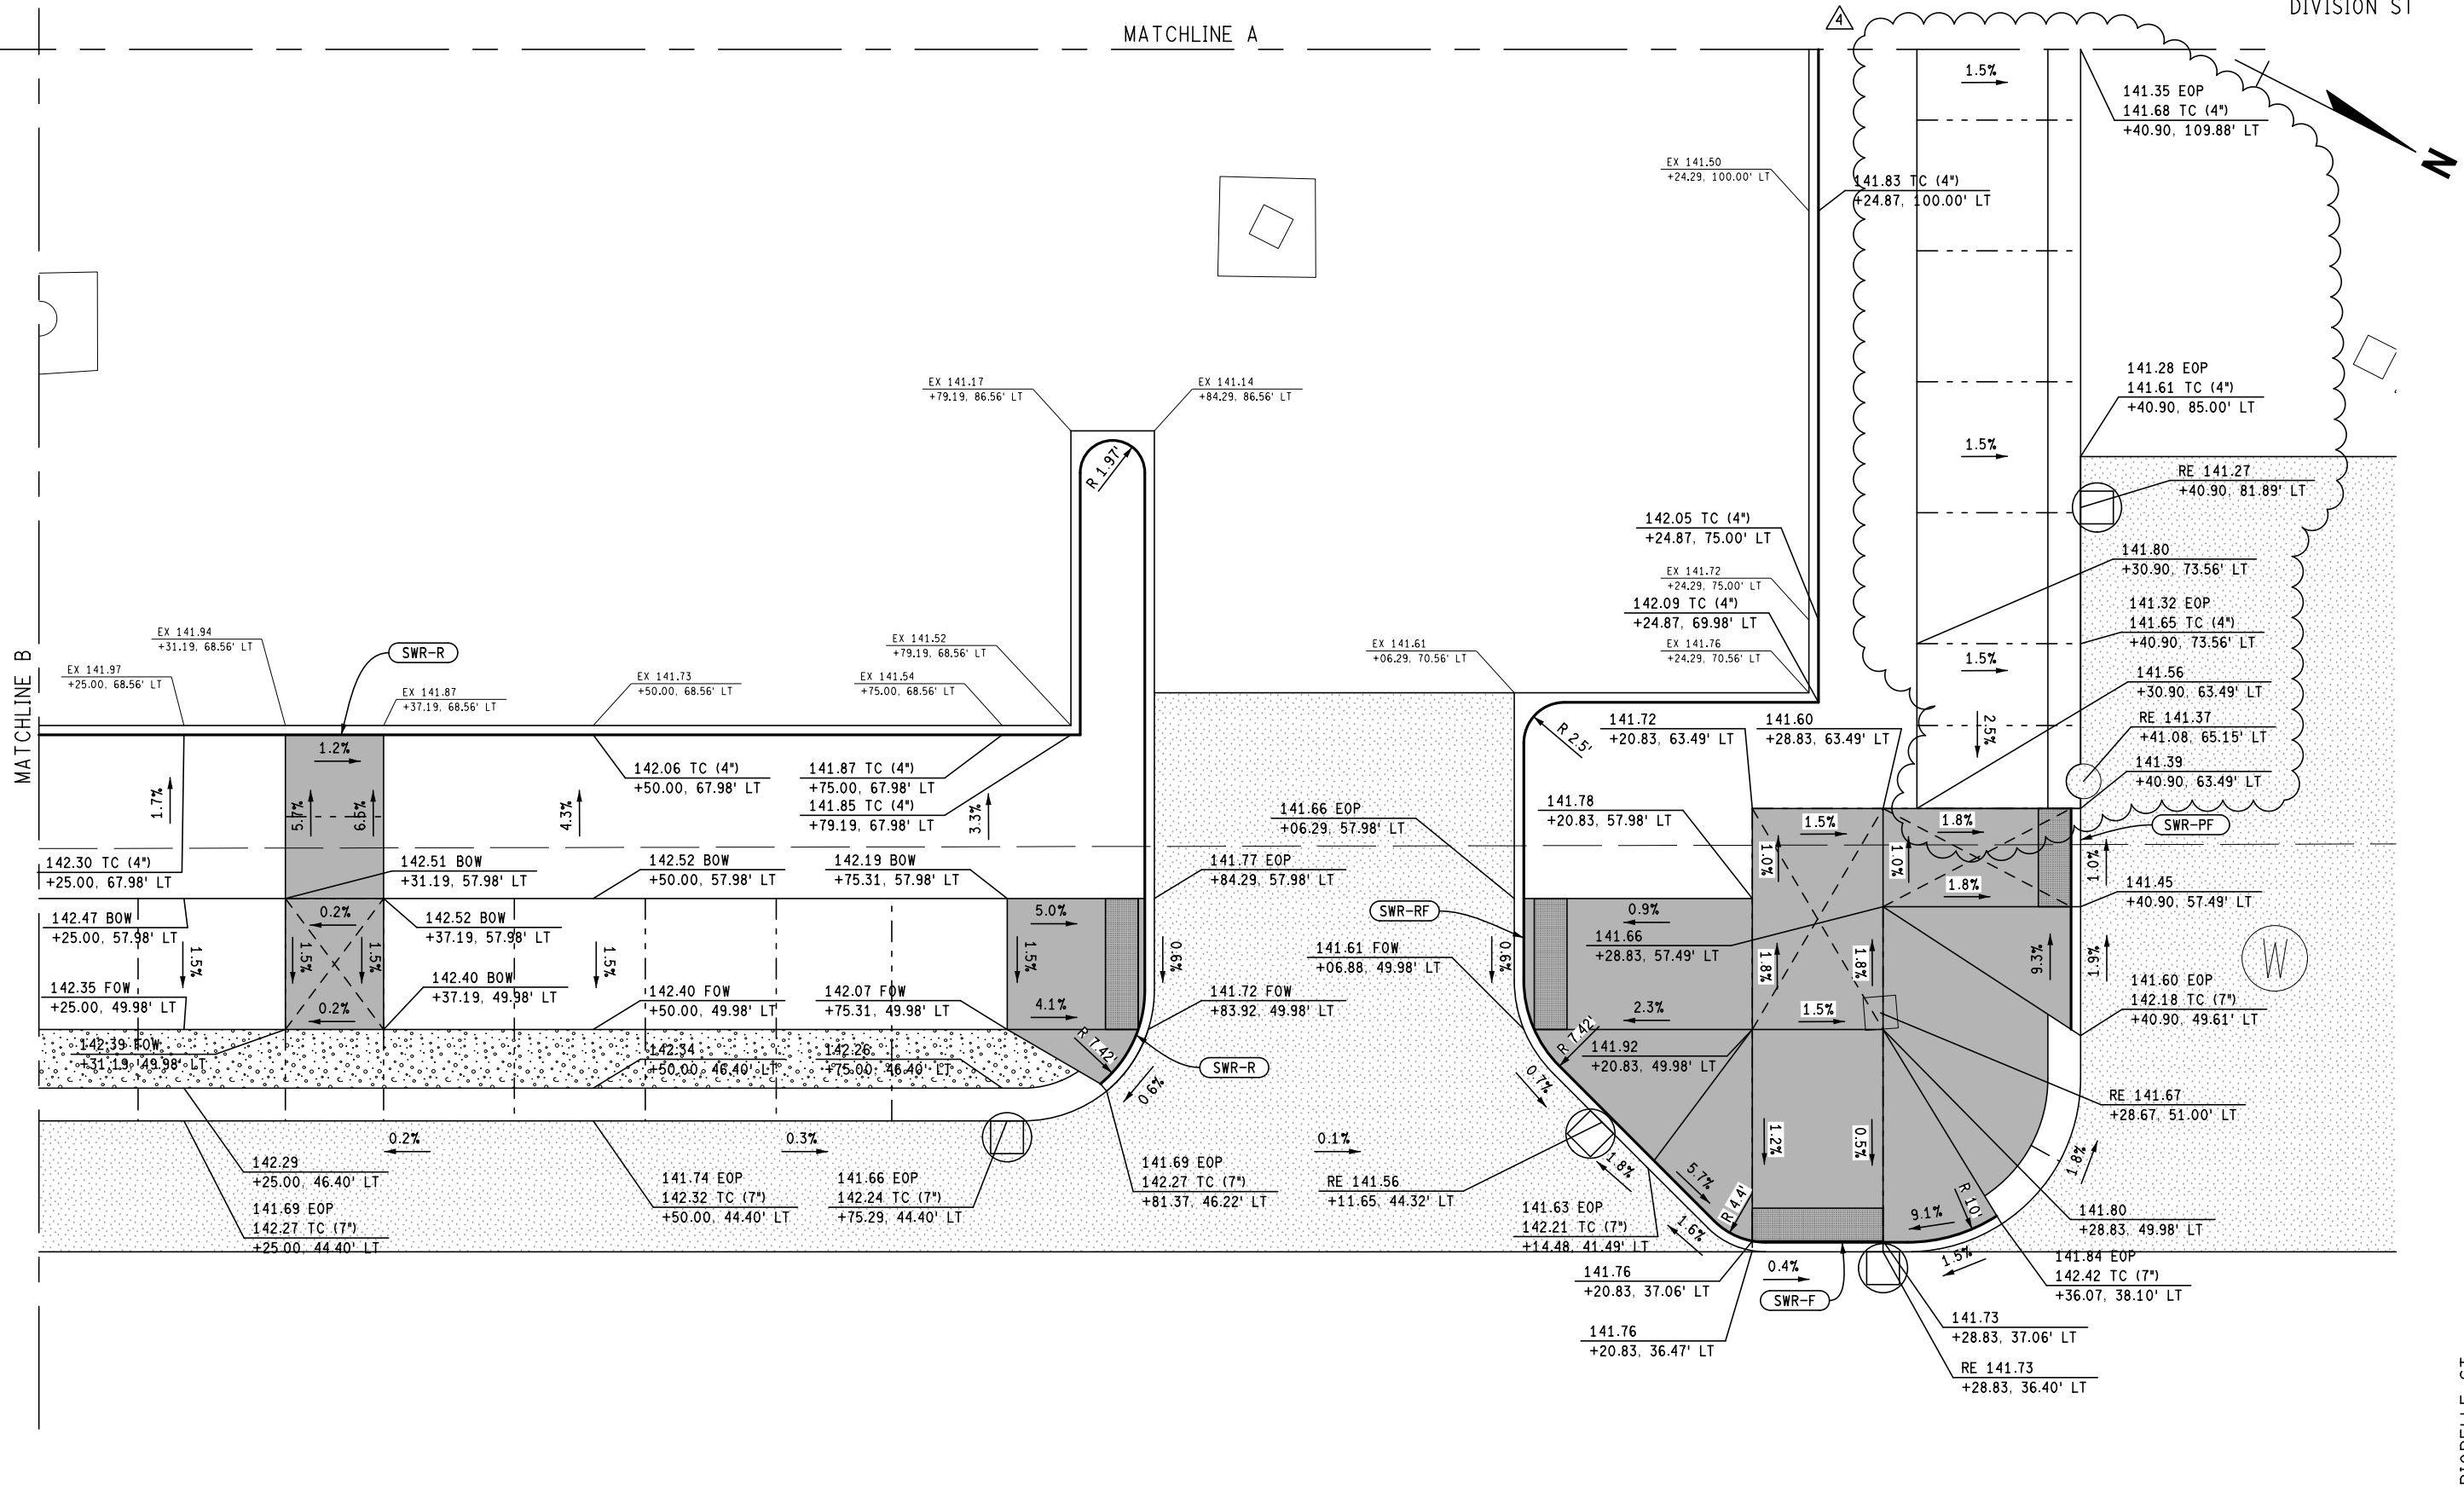 DIVISION ST
MATCHLINE A
4
1.5%
141.35 EOP
141.68 TC (4")
+40.90, 109.88' LT
N
EX 141.50
+24.29, 100.00' LT
141.83 TC (4")
+24.87, 100.00' LT
EX 141.17
+79.19, 86.56' LT
EX 141.14
+84.29, 86.56' LT
141.28 EOP
141.61 TC (4")
+40.90, 85.00' LT
1.5%
R 1.97'
RE 141.27
+40.90, 81.89' LT
142.05 TC (4")
+24.87, 75.00' LT
EX 141.72
+24.29, 75.00' LT
142.09 TC (4")
+24.87, 69.98' LT
EX 141.76
+24.29, 70.56' LT
141.80
+30.90, 73.56' LT
141.32 EOP
141.65 TC (4")
+40.90, 73.56' LT
1.5%
141.56
+30.90, 63.49' LT
RE 141.37
+41.08, 65.15' LT
141.39
+40.90, 63.49' LT
SWR-PF
MATCHLINE B
EX 141.94
+31.19, 68.56' LT
SWR-R
EX 141.97
+25.00, 68.56' LT
EX 141.87
+37.19, 68.56' LT
EX 141.73
+50.00, 68.56' LT
EX 141.52
+79.19, 68.56' LT
EX 141.54
+75.00, 68.56' LT
EX 141.61
+06.29, 70.56' LT
R 2.5'
141.72
+20.83, 63.49' LT
141.60
+28.83, 63.49' LT
2.5%
1.2%
1.7%
5.7%
6.5%
4.3%
142.06 TC (4")
+50.00, 67.98' LT
141.87 TC (4")
+75.00, 67.98' LT
141.85 TC (4")
+79.19, 67.98' LT
3.3%
141.66 EOP
+06.29, 57.98' LT
141.78
+20.83, 57.98' LT
1.5%
1.8%
1.0%
1.0%
1.0%
142.30 TC (4")
+25.00, 67.98' LT
142.51 BOW
+31.19, 57.98' LT
142.52 BOW
+50.00, 57.98' LT
142.19 BOW
+75.31, 57.98' LT
141.77 EOP
+84.29, 57.98' LT
1.8%
141.45
+40.90, 57.49' LT
142.47 BOW
+25.00, 57.98' LT
0.2%
142.52 BOW
+37.19, 57.98' LT
5.0%
SWR-RF
0.9%
141.66
+28.83, 57.49' LT
W
1.5%
1.5%
1.5%
1.5%
1.5%
0.6%
141.61 FOW
+06.88, 49.98' LT
0.6%
1.8%
1.8%
9.3%
1.9%
142.35 FOW
+25.00, 49.98' LT
0.2%
142.40 BOW
+37.19, 49.98' LT
142.40 FOW
+50.00, 49.98' LT
142.07 FOW
+75.31, 49.98' LT
4.1%
141.72 FOW
+83.92, 49.98' LT
2.3%
1.5%
141.60 EOP
142.18 TC (7")
+40.90, 49.61' LT
142.39 FOW
+31.19, 49.98' LT
142.34
+50.00, 46.40' LT
142.26
+75.00, 46.40' LT
R 7.42'
SWR-R
0.6%
R 7.42'
141.92
+20.83, 49.98' LT
0.7%
RE 141.67
+28.67, 51.00' LT
0.2%
0.3%
0.1%
1.2%
0.5%
1.8%
142.29
+25.00, 46.40' LT
141.69 EOP
142.27 TC (7")
+25.00, 44.40' LT
141.74 EOP
142.32 TC (7")
+50.00, 44.40' LT
141.66 EOP
142.24 TC (7")
+75.29, 44.40' LT
141.69 EOP
142.27 TC (7")
+81.37, 46.22' LT
RE 141.56
+11.65, 44.32' LT
1.8%
5.7%
R 4.4'
R 10'
9.1%
141.80
+28.83, 49.98' LT
141.63 EOP
142.21 TC (7")
+14.48, 41.49' LT
1.6%
1.5%
141.84 EOP
142.42 TC (7")
+36.07, 38.10' LT
141.76
+20.83, 37.06' LT
0.4%
SWR-F
141.73
+28.83, 37.06' LT
141.76
+20.83, 36.47' LT
RE 141.73
+28.83, 36.40' LT